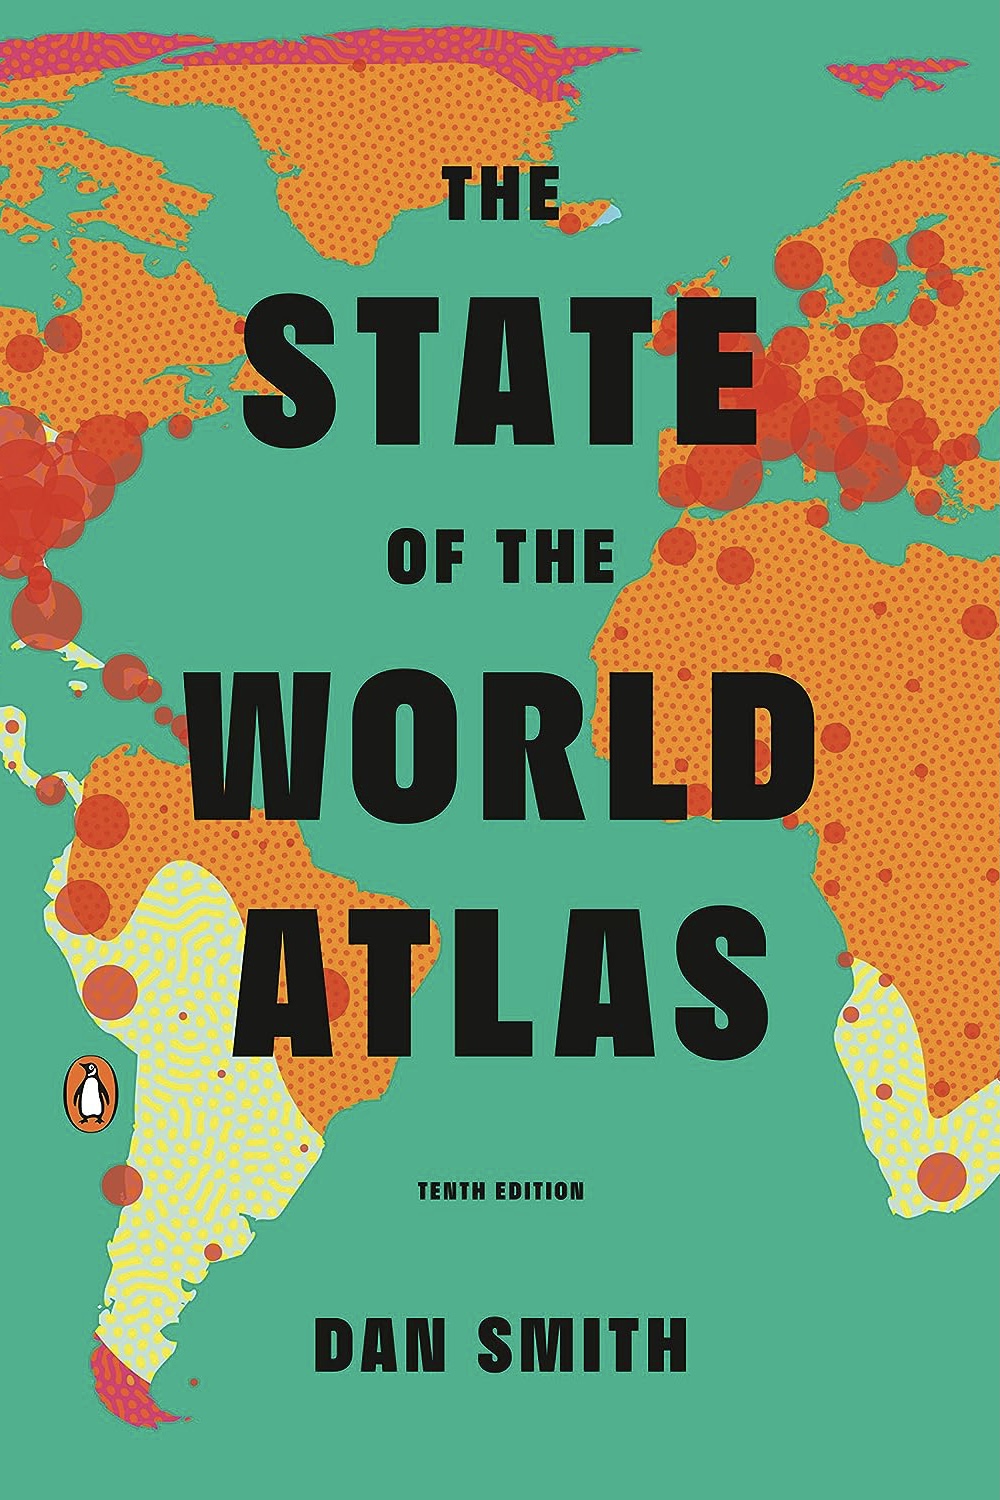 THE
STATE
OF THE
WORLD
ATLAS
TENTH EDITION
DAN SMITH